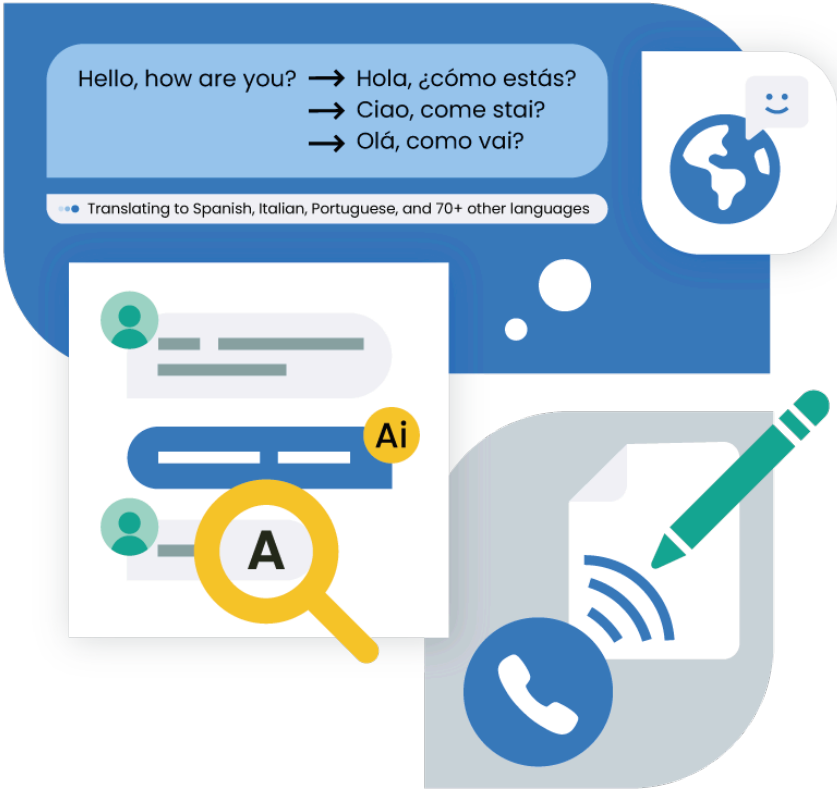 Hello, how are you? → Hola, ¿cómo estás?
→ Ciao, come stai?
→ Olá, como vai?
Translating to Spanish, Italian, Portuguese, and 70+ other languages
Ai
A